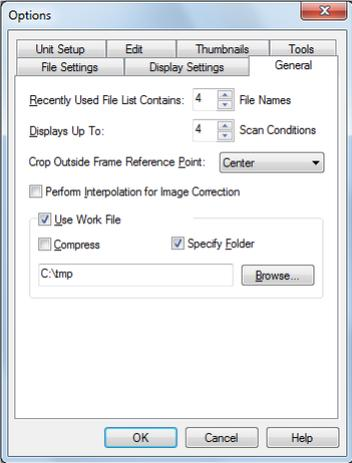 Options
Unit Setup Edit Thumbnails Tools
File Settings Display Settings General
Recently Used File List Contains: 4 File Names
Displays Up To: 4 Scan Conditions
Crop Outside Frame Reference Point: Center
Perform Interpolation for Image Correction
Use Work File
Compress Specify Folder
C:\tmp Browse...
OK Cancel Help